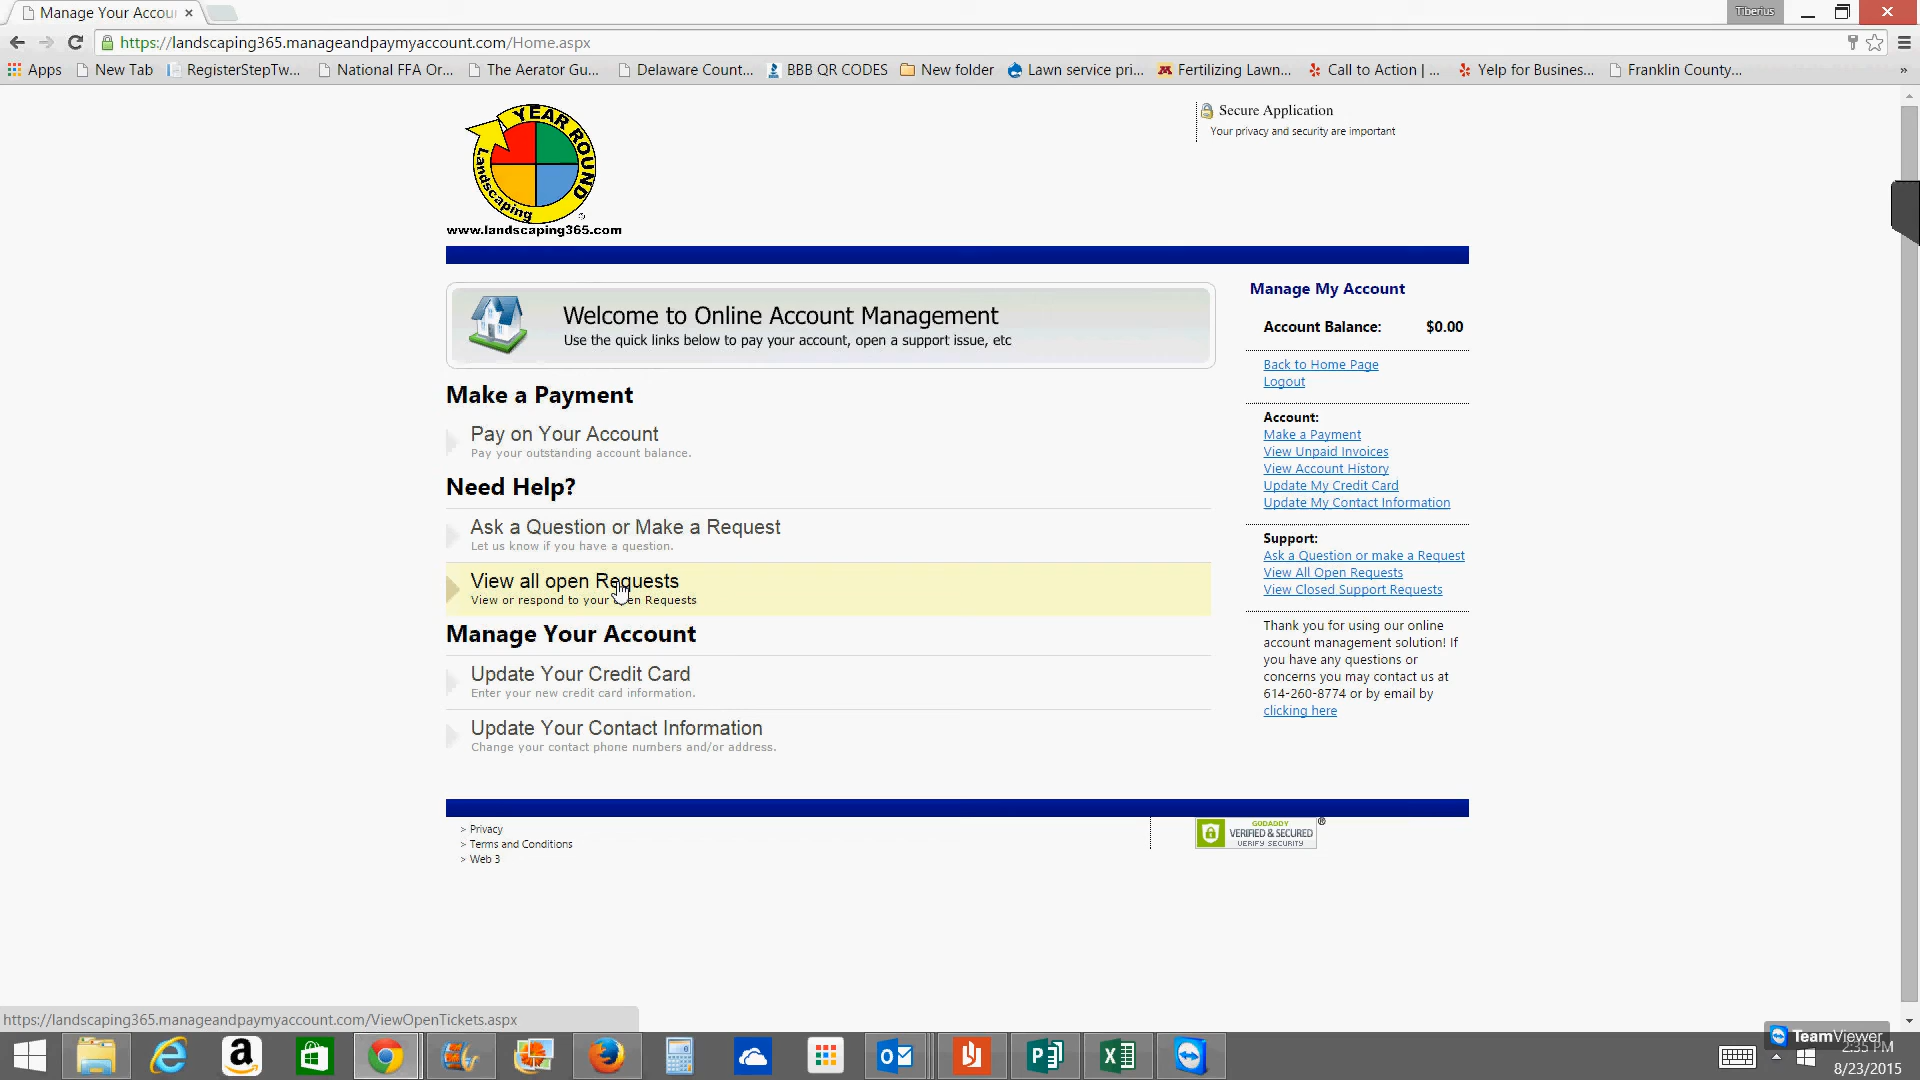 Manage Your Accou
Tiberius
https://landscaping365.manageandpaymyaccount.com/Home.aspx
Apps
New Tab
RegisterStepTw...
National FFA Or...
The Aerator Gu...
Delaware Count...
BBB QR CODES
New folder
Lawn service pri...
Fertilizing Lawn...
Call to Action | ...
Yelp for Busines...
Franklin County...
»
YEAR ROUND
Landscaping
®
www.landscaping365.com
Secure Application
Your privacy and security are important
Welcome to Online Account Management
Use the quick links below to pay your account, open a support issue, etc
Make a Payment
Pay on Your Account
Pay your outstanding account balance.
Need Help?
Ask a Question or Make a Request
Let us know if you have a question.
View all open Requests
View or respond to your open Requests
Manage Your Account
Update Your Credit Card
Enter your new credit card information.
Update Your Contact Information
Change your contact phone numbers and/or address.
Manage My Account
Account Balance: $0.00
Back to Home Page
Logout
Account:
Make a Payment
View Unpaid Invoices
View Account History
Update My Credit Card
Update My Contact Information
Support:
Ask a Question or make a Request
View All Open Requests
View Closed Support Requests
Thank you for using our online
account management solution! If
you have any questions or
concerns you may contact us at
614-260-8774 or by email by
clicking here
> Privacy
> Terms and Conditions
> Web 3
GODADDY
VERIFIED & SECURED
VERIFY SECURITY
®
https://landscaping365.manageandpaymyaccount.com/ViewOpenTickets.aspx
TeamViewer
2:35 PM
8/23/2015